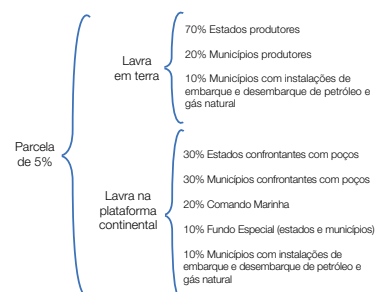 Parcela
de 5%
Lavra
em terra
70% Estados produtores
20% Municípios produtores
10% Municípios com instalações de
embarque e desembarque de petróleo e
gás natural
Lavra na
plataforma
continental
30% Estados confrontantes com poços
30% Municípios confrontantes com poços
20% Comando Marinha
10% Fundo Especial (estados e municípios)
10% Municípios com instalações de
embarque e desembarque de petróleo e
gás natural